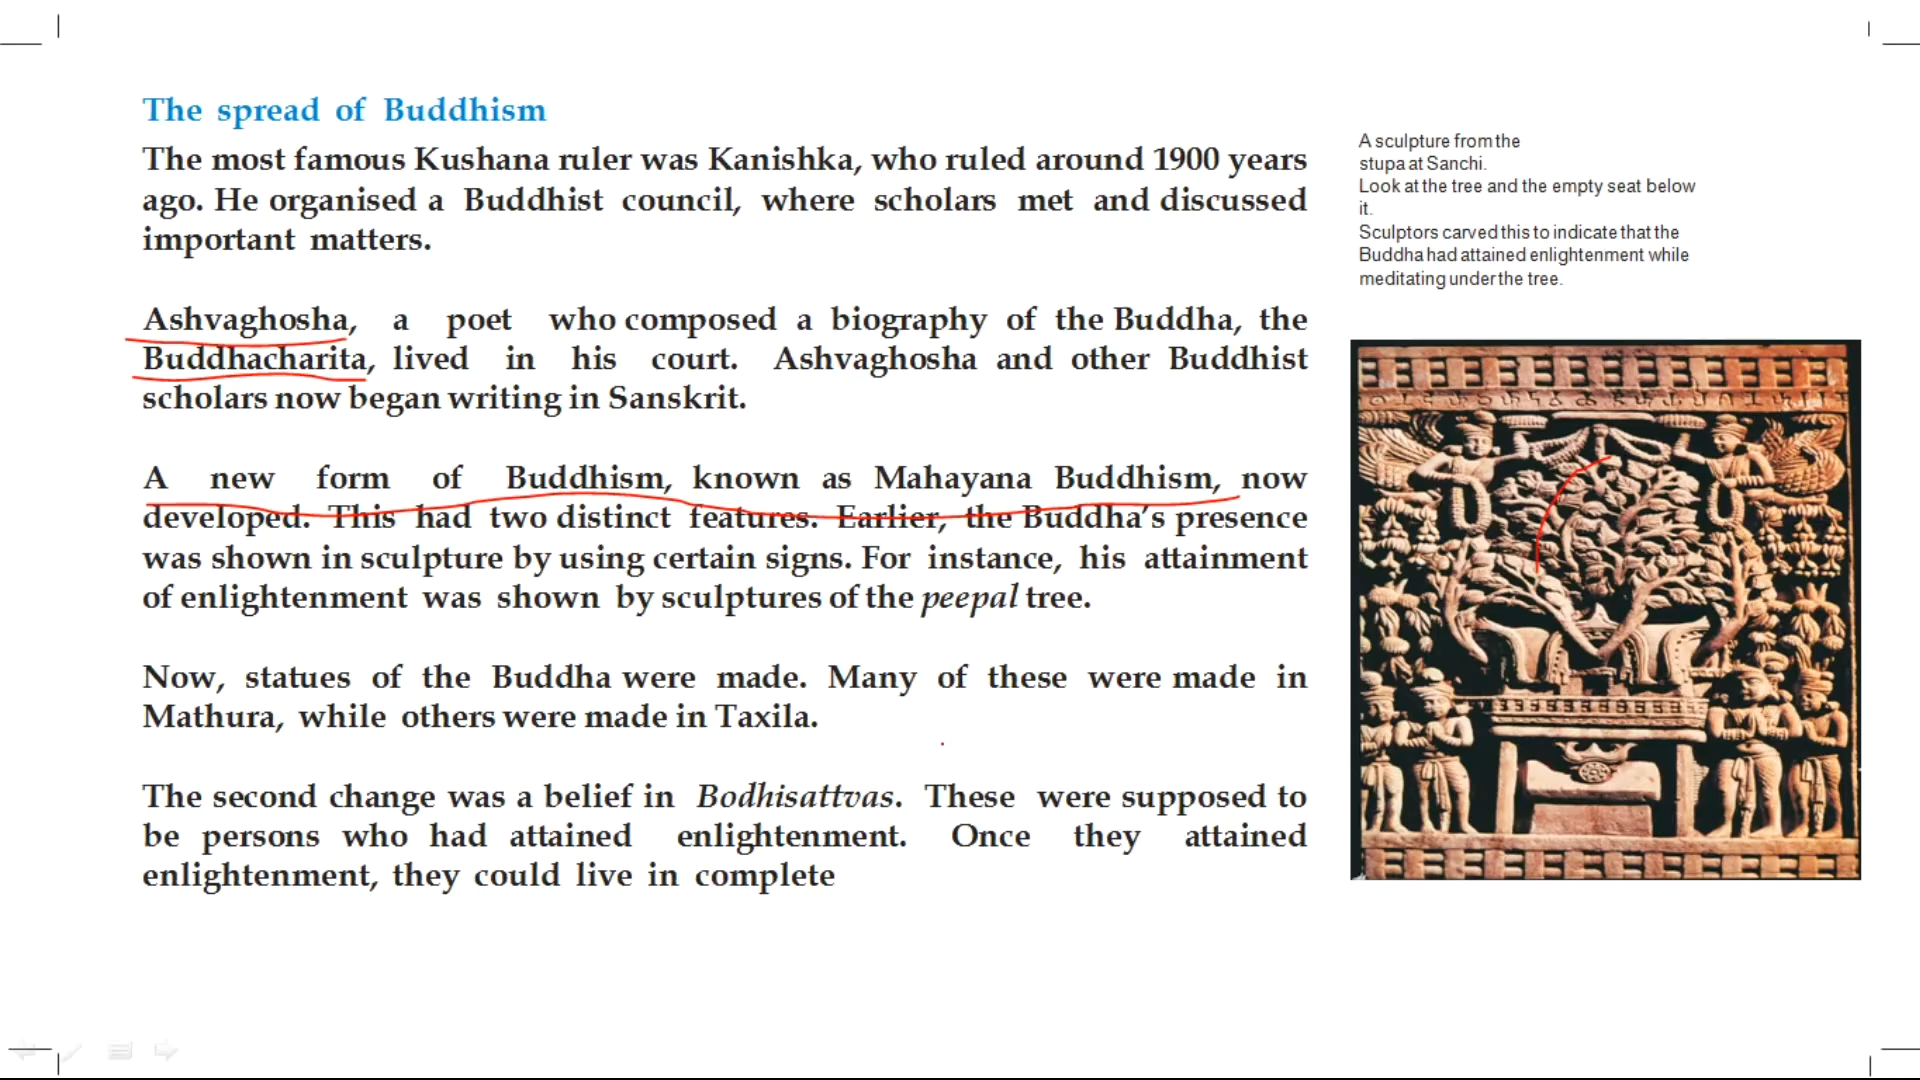 The spread of Buddhism
The most famous Kushana ruler was Kanishka, who ruled around 1900 years
ago. He organised a Buddhist council, where scholars met and discussed
important matters.
Ashvaghosha, a poet who composed a biography of the Buddha, the
Buddhacharita, lived in his court. Ashvaghosha and other Buddhist
scholars now began writing in Sanskrit.
A new form of Buddhism, known as Mahayana Buddhism, now
developed. This had two distinct features. Earlier, the Buddha's presence
was shown in sculpture by using certain signs. For instance, his attainment
of enlightenment was shown by sculptures of the peepal tree.
Now, statues of the Buddha were made. Many of these were made in
Mathura, while others were made in Taxila.
The second change was a belief in Bodhisattvas. These were supposed to
be persons who had attained enlightenment. Once they attained
enlightenment, they could live in complete
A sculpture from the
stupa at Sanchi.
Look at the tree and the empty seat below
it.
Sculptors carved this to indicate that the
Buddha had attained enlightenment while
meditating under the tree.